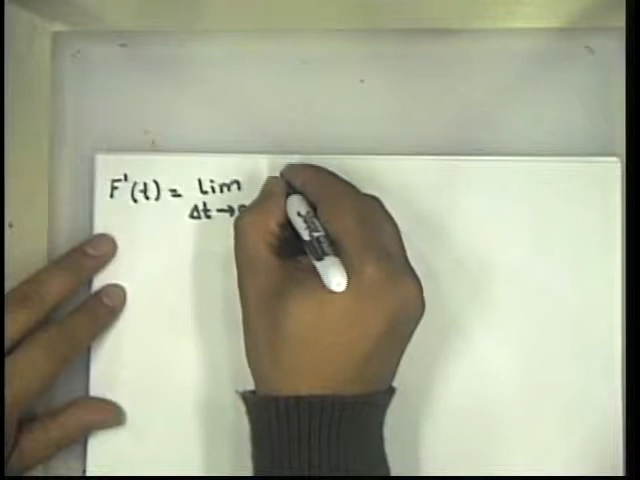 F'(t) = lim
Δt→